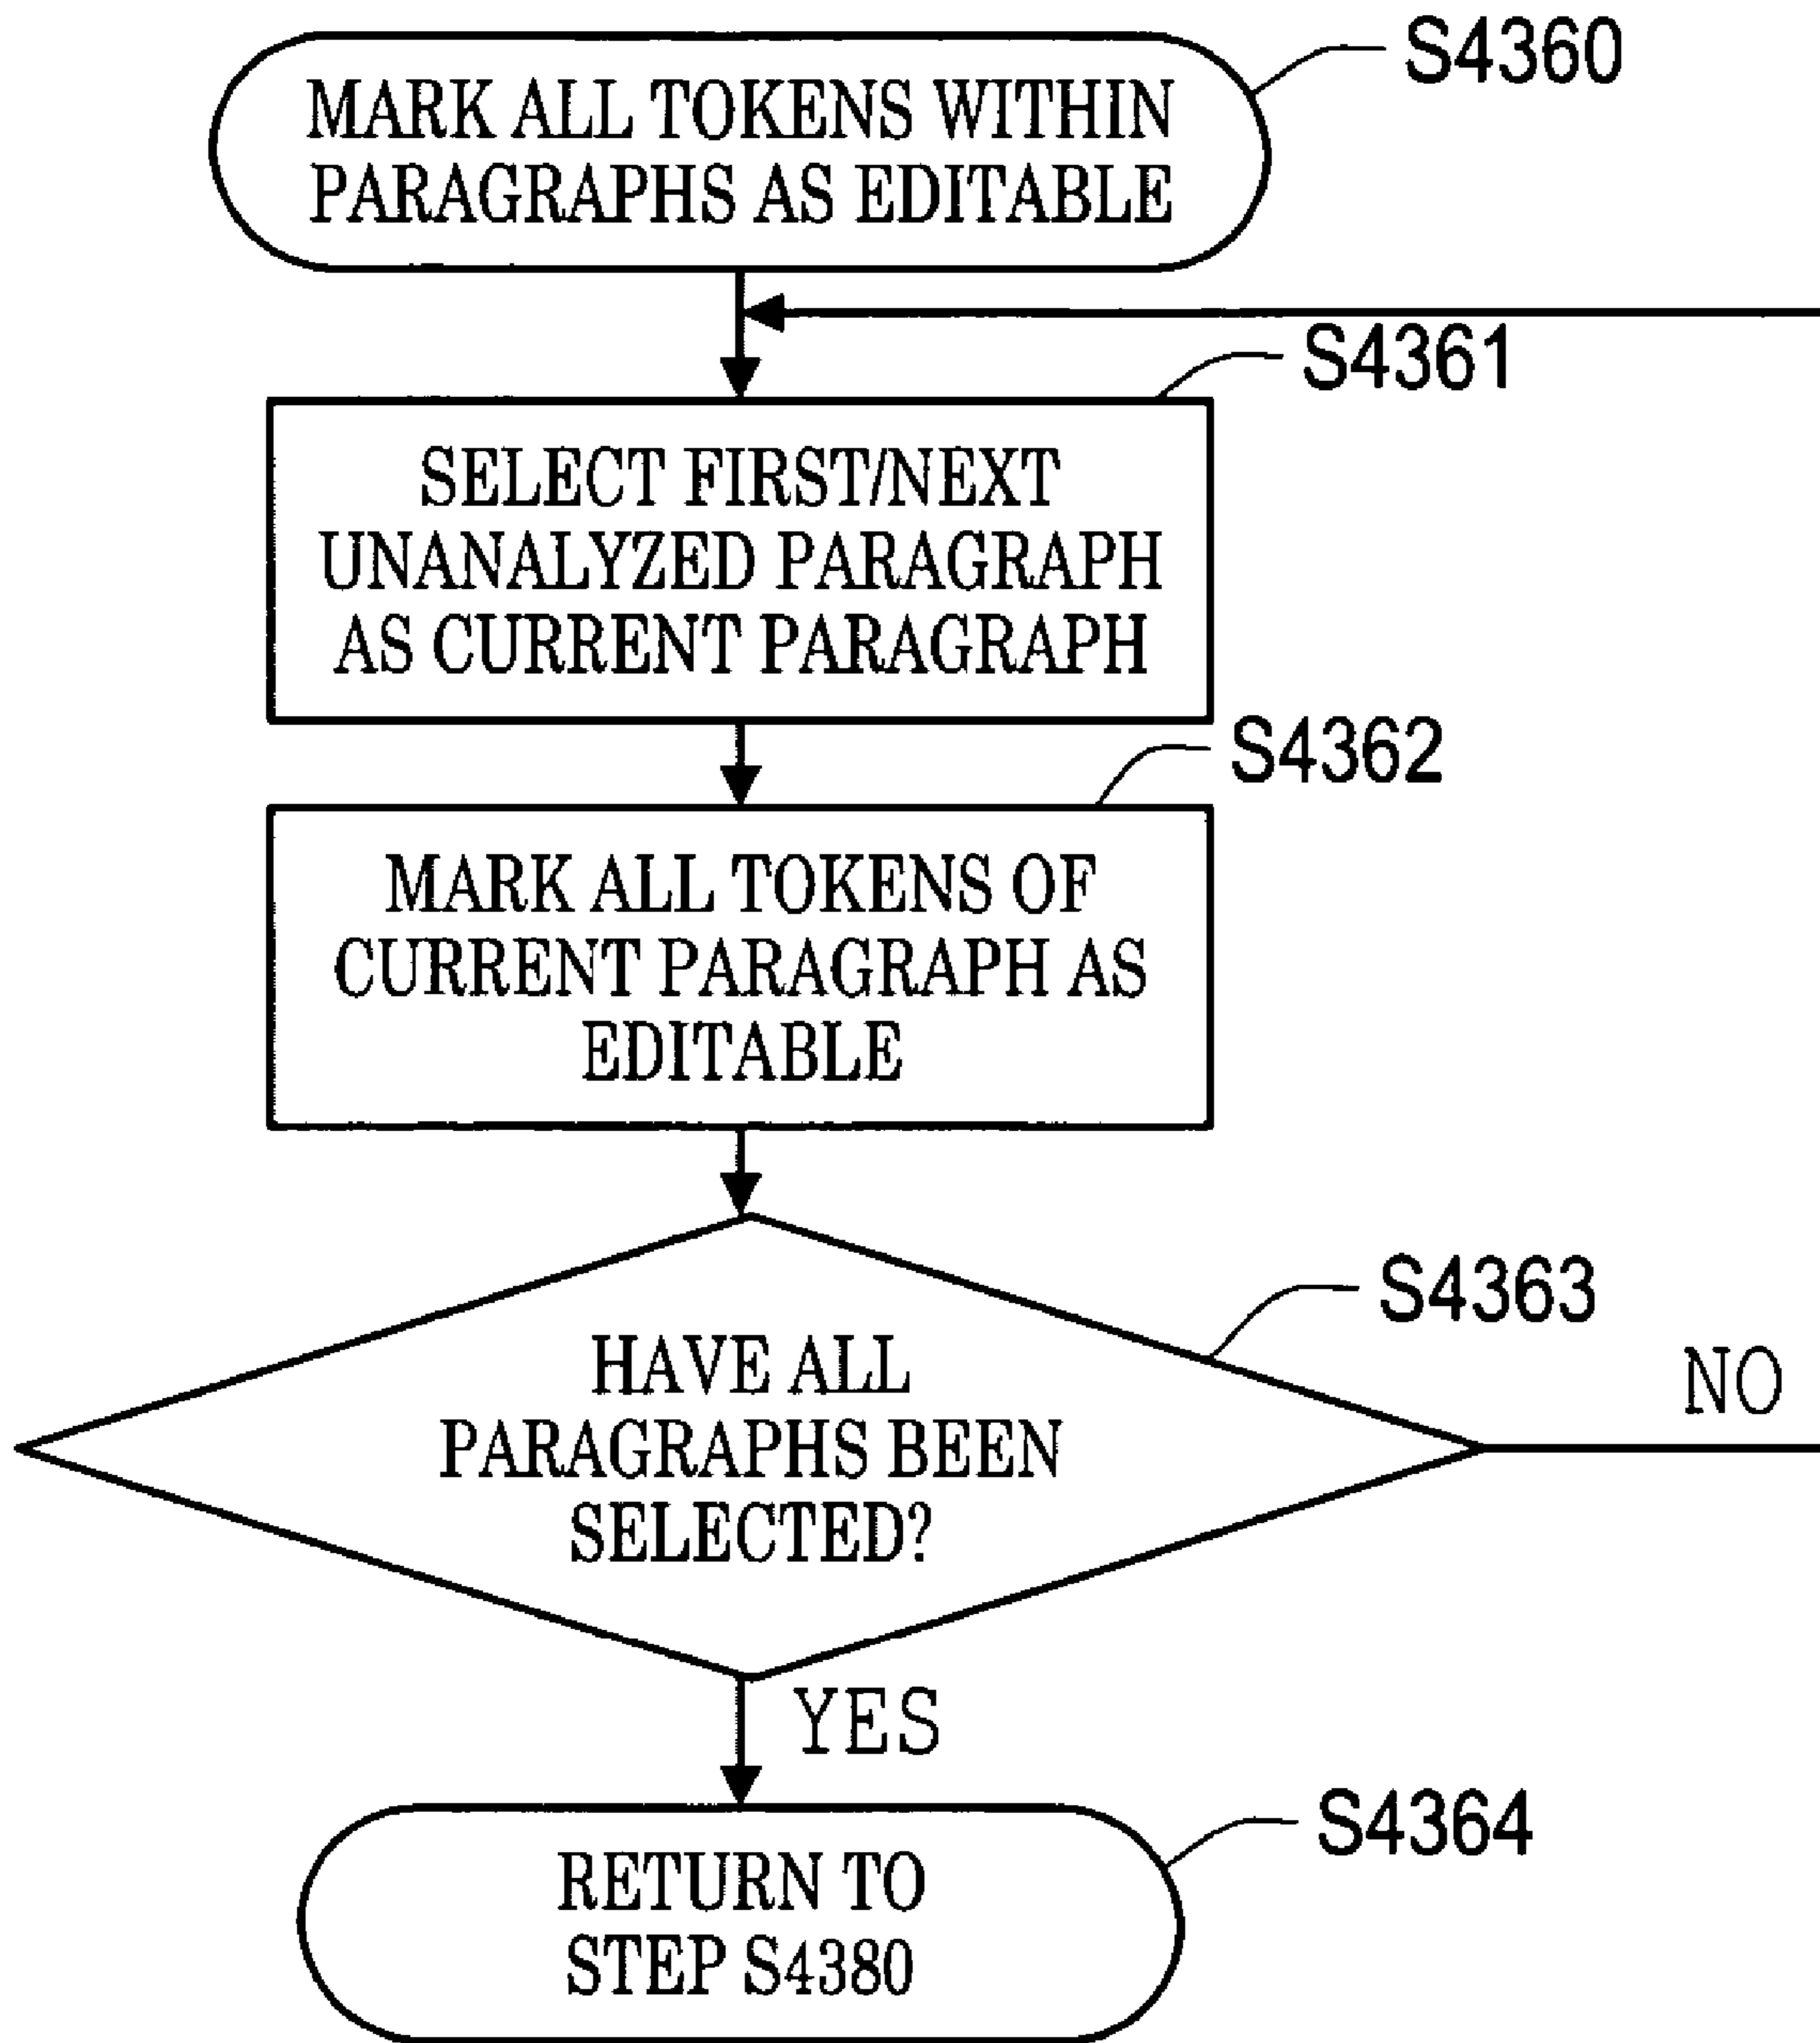 S4360
MARK ALL TOKENS WITHIN
PARAGRAPHS AS EDITABLE
S4361
SELECT FIRST/NEXT
UNANALYZED PARAGRAPH
AS CURRENT PARAGRAPH
S4362
MARK ALL TOKENS OF
CURRENT PARAGRAPH AS
EDITABLE
S4363
HAVE ALL
PARAGRAPHS BEEN
SELECTED?
NO
YES
S4364
RETURN TO
STEP S4380